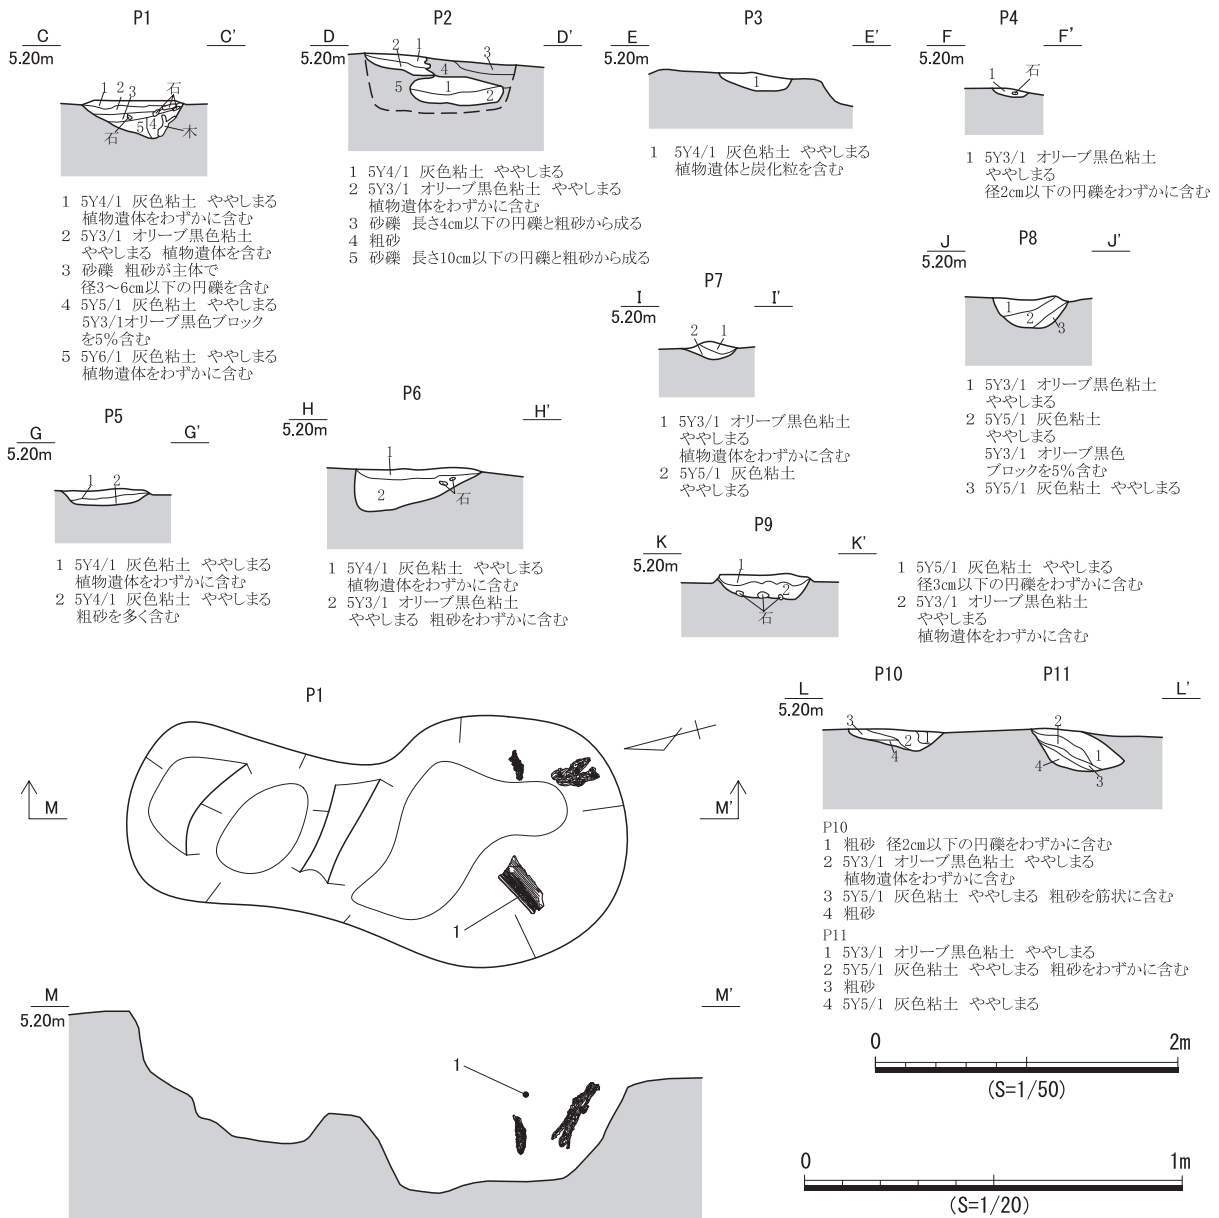 P1
C C'
5.20m
1 2 3 石
石 5 4 木
1 5Y4/1 灰色粘土 ややしまる
植物遺体をわずかに含む
2 5Y3/1 オリーブ黒色粘土
ややしまる 植物遺体を含む
3 砂礫 粗砂が主体で
径3～6cm以下の円礫を含む
4 5Y5/1 灰色粘土 ややしまる
5Y3/1オリーブ黒色ブロック
を5%含む
5 5Y6/1 灰色粘土 ややしまる
植物遺体をわずかに含む
P2
D D'
5.20m
2 1 4 3
5 1 2
1 5Y4/1 灰色粘土 ややしまる
2 5Y3/1 オリーブ黒色粘土 ややしまる
植物遺体をわずかに含む
3 砂礫 長さ4cm以下の円礫と粗砂から成る
4 粗砂
5 砂礫 長さ10cm以下の円礫と粗砂から成る
P3
E E'
5.20m
1
1 5Y4/1 灰色粘土 ややしまる
植物遺体と炭化粒を含む
P4
F F'
5.20m
1 石
1 5Y3/1 オリーブ黒色粘土
ややしまる
径2cm以下の円礫をわずかに含む
P5
G G'
5.20m
1 2
1 5Y4/1 灰色粘土 ややしまる
植物遺体をわずかに含む
2 5Y4/1 灰色粘土 ややしまる
粗砂を多く含む
P6
H H'
5.20m
1
2
石
1 5Y4/1 灰色粘土 ややしまる
植物遺体をわずかに含む
2 5Y3/1 オリーブ黒色粘土
ややしまる 粗砂をわずかに含む
P7
I I'
5.20m
2 1
1 5Y3/1 オリーブ黒色粘土
ややしまる
植物遺体をわずかに含む
2 5Y5/1 灰色粘土
ややしまる
P8
J J'
5.20m
1 2 3
1 5Y3/1 オリーブ黒色粘土
ややしまる
2 5Y5/1 灰色粘土
ややしまる
5Y3/1 オリーブ黒色
ブロックを5%含む
3 5Y5/1 灰色粘土 ややしまる
P9
K K'
5.20m
1
2
石
1 5Y5/1 灰色粘土 ややしまる
径3cm以下の円礫をわずかに含む
2 5Y3/1 オリーブ黒色粘土
ややしまる
植物遺体をわずかに含む
P10 P11
L L'
5.20m
3 2 1 4
2 1 4 3
P10
1 粗砂 径2cm以下の円礫をわずかに含む
2 5Y3/1 オリーブ黒色粘土 ややしまる
植物遺体をわずかに含む
3 5Y5/1 灰色粘土 ややしまる 粗砂を筋状に含む
4 粗砂
P11
1 5Y3/1 オリーブ黒色粘土 ややしまる
2 5Y5/1 灰色粘土 ややしまる 粗砂をわずかに含む
3 粗砂
4 5Y5/1 灰色粘土 ややしまる
P1
M M'
1
M M'
5.20m
1
0 2m
(S=1/50)
0 1m
(S=1/20)